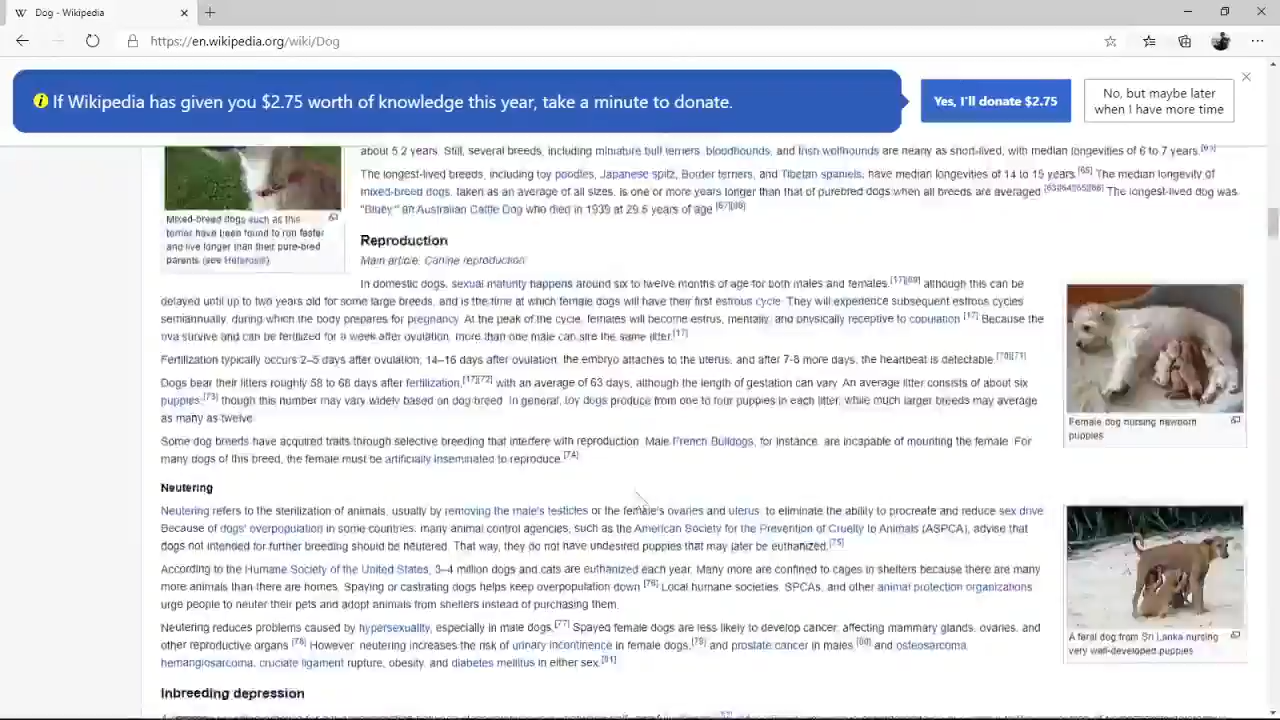 Dog - Wikipedia
https://en.wikipedia.org/wiki/Dog
If Wikipedia has given you $2.75 worth of knowledge this year, take a minute to donate.
Yes, I'll donate $2.75
No, but maybe later
when I have more time
about 5.2 years. Still, several breeds, including miniature bull terriers, bloodhounds, and Irish wolfhounds are nearly as short-lived, with median longevities of 6 to 7 years.
The longest-lived breeds, including toy poodles, Japanese spitz, Border terriers, and Tibetan spaniels, have median longevities of 14 to 15 years.[65] The median longevity of
mixed-breed dogs, taken as an average of all sizes, is one or more years longer than that of purebred dogs when all breeds are averaged.[63][64][65][66] The longest-lived dog was
"Bluey," an Australian Cattle Dog who died in 1939 at 29.5 years of age.[67][68]
Mixed-breed dogs such as this
terrier have been found to run faster
and live longer than their pure-bred
parents (see Heterosis)
Reproduction
Main article: Canine reproduction
In domestic dogs, sexual maturity happens around six to twelve months of age for both males and females,[17][69] although this can be
delayed until up to two years old for some large breeds, and is the time at which female dogs will have their first estrous cycle. They will experience subsequent estrous cycles
semiannually, during which the body prepares for pregnancy. At the peak of the cycle, females will become estrus, mentally, and physically receptive to copulation.[17] Because the
ova survive and can be fertilized for a week after ovulation, more than one male can sire the same litter.[17]
Fertilization typically occurs 2–5 days after ovulation; 14–16 days after ovulation, the embryo attaches to the uterus, and after 7-8 more days, the heartbeat is detectable.[70][71]
Dogs bear their litters roughly 58 to 68 days after fertilization,[17][72] with an average of 63 days, although the length of gestation can vary. An average litter consists of about six
puppies,[73] though this number may vary widely based on dog breed. In general, toy dogs produce from one to four puppies in each litter, while much larger breeds may average
as many as twelve.
Some dog breeds have acquired traits through selective breeding that interfere with reproduction. Male French Bulldogs, for instance, are incapable of mounting the female. For
many dogs of this breed, the female must be artificially inseminated to reproduce.[74]
Female dog nursing newborn
puppies
Neutering
Neutering refers to the sterilization of animals, usually by removing the male's testicles or the female's ovaries and uterus, to eliminate the ability to procreate and reduce sex drive.
Because of dogs' overpopulation in some countries, many animal control agencies, such as the American Society for the Prevention of Cruelty to Animals (ASPCA), advise that
dogs not intended for further breeding should be neutered. That way, they do not have undesired puppies that may later be euthanized.[75]
According to the Humane Society of the United States, 3–4 million dogs and cats are euthanized each year. Many more are confined to cages in shelters because there are many
more animals than there are homes. Spaying or castrating dogs helps keep overpopulation down.[76] Local humane societies, SPCAs, and other animal protection organizations
urge people to neuter their pets and adopt animals from shelters instead of purchasing them.
Neutering reduces problems caused by hypersexuality, especially in male dogs.[77] Spayed female dogs are less likely to develop cancer, affecting mammary glands, ovaries, and
other reproductive organs.[78] However, neutering increases the risk of urinary incontinence in female dogs,[79] and prostate cancer in males,[80] and osteosarcoma,
hemangiosarcoma, cruciate ligament rupture, obesity, and diabetes mellitus in either sex.[81]
A feral dog from Sri Lanka nursing
very well-developed puppies
Inbreeding depression